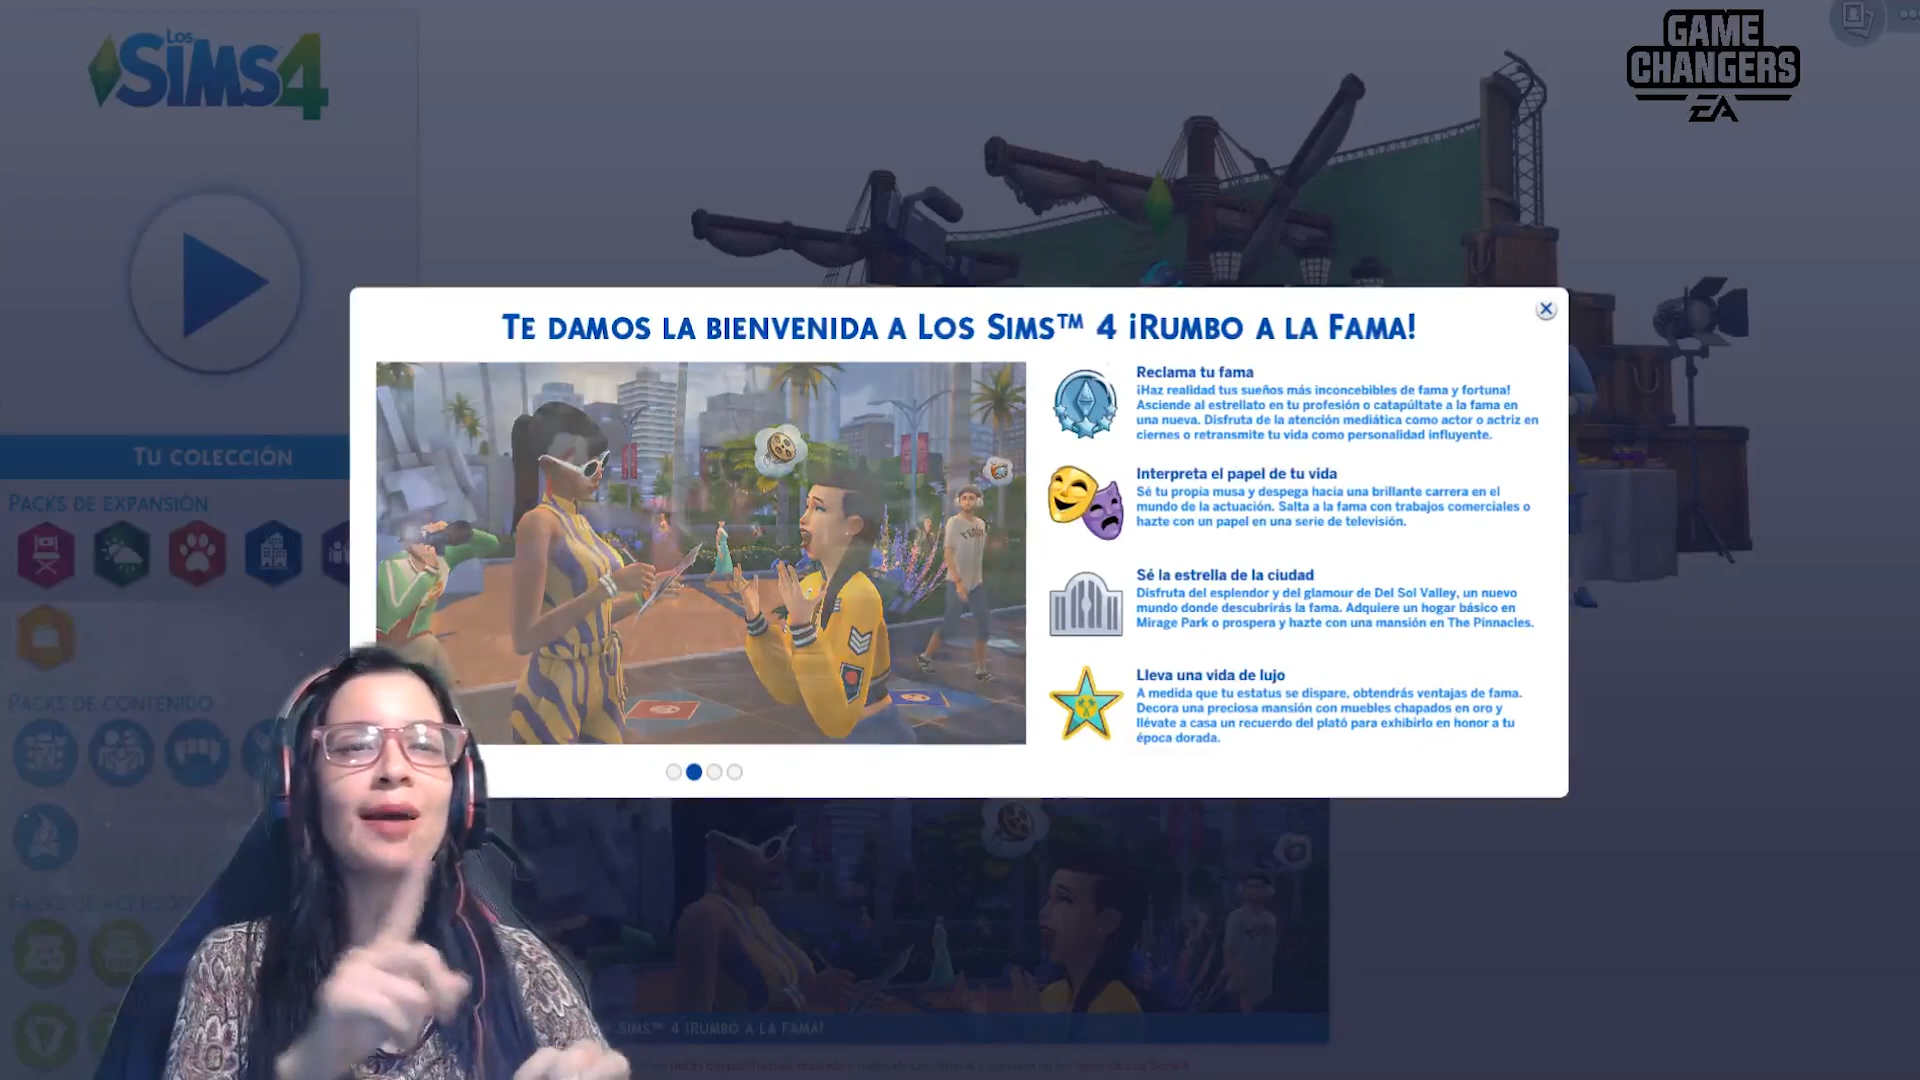 Los SIMS 4
GAME
CHANGERS
EA
TE DAMOS LA BIENVENIDA A LOS SIMS™ 4 ¡RUMBO A LA FAMA!
Reclama tu fama
¡Haz realidad tus sueños más inconcebibles de fama y fortuna!
Asciende al estrellato en tu profesión o catapúltate a la fama en
una nueva. Disfruta de la atención mediática como actor o actriz en
ciernes o retransmite tu vida como personalidad influyente.
Interpreta el papel de tu vida
Sé tu propia musa y despega hacia una brillante carrera en el
mundo de la actuación. Salta a la fama con trabajos comerciales o
hazte con un papel en una serie de televisión.
Sé la estrella de la ciudad
Disfruta del esplendor y del glamour de Del Sol Valley, un nuevo
mundo donde descubrirás la fama. Adquiere un hogar básico en
Mirage Park o prospera y hazte con una mansión en The Pinnacles.
Lleva una vida de lujo
A medida que tu estatus se dispare, obtendrás ventajas de fama.
Decora una preciosa mansión con muebles chapados en oro y
llévate a casa un recuerdo del plató para exhibirlo en honor a tu
época dorada.
TU COLECCIÓN
PACKS DE EXPANSIÓN
PACKS DE CONTENIDO
PACKS DE ACCESO
SIMS™ 4 ¡RUMBO A LA FAMA!